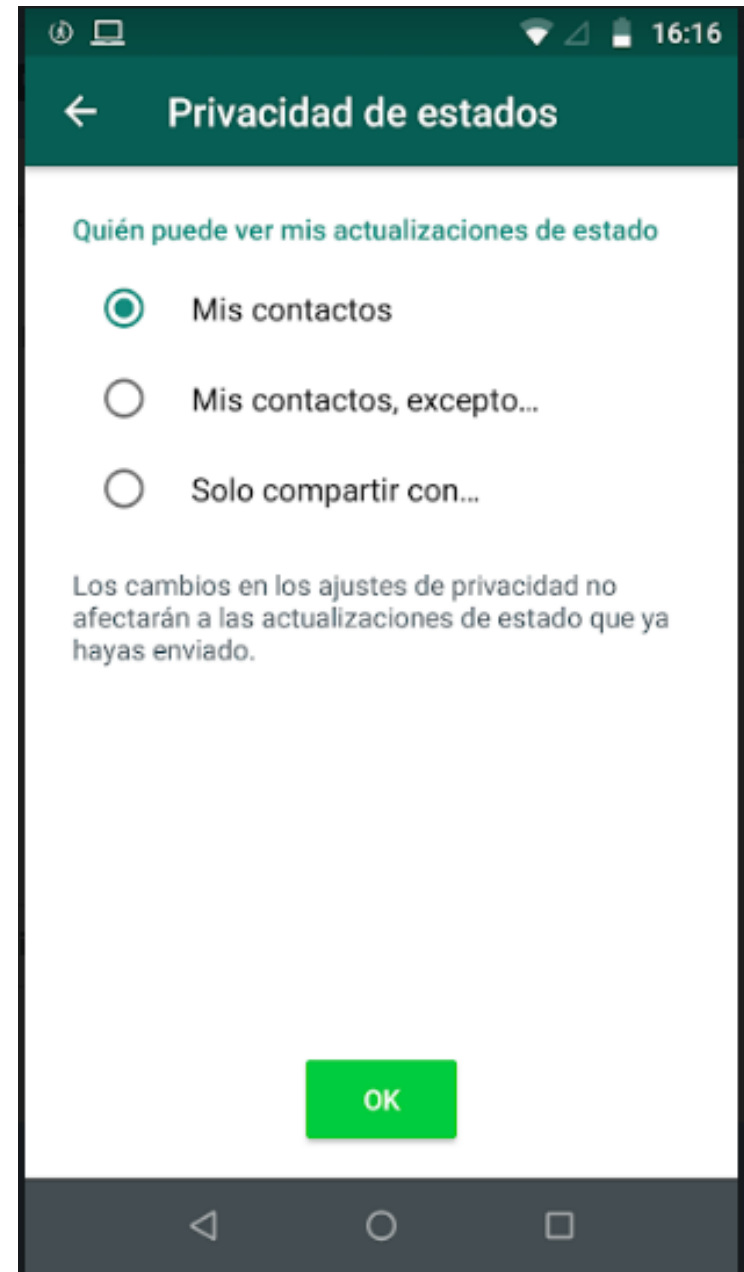 16:16
Privacidad de estados
Quién puede ver mis actualizaciones de estado
Mis contactos
Mis contactos, excepto...
Solo compartir con...
Los cambios en los ajustes de privacidad no
afectarán a las actualizaciones de estado que ya
hayas enviado.
OK